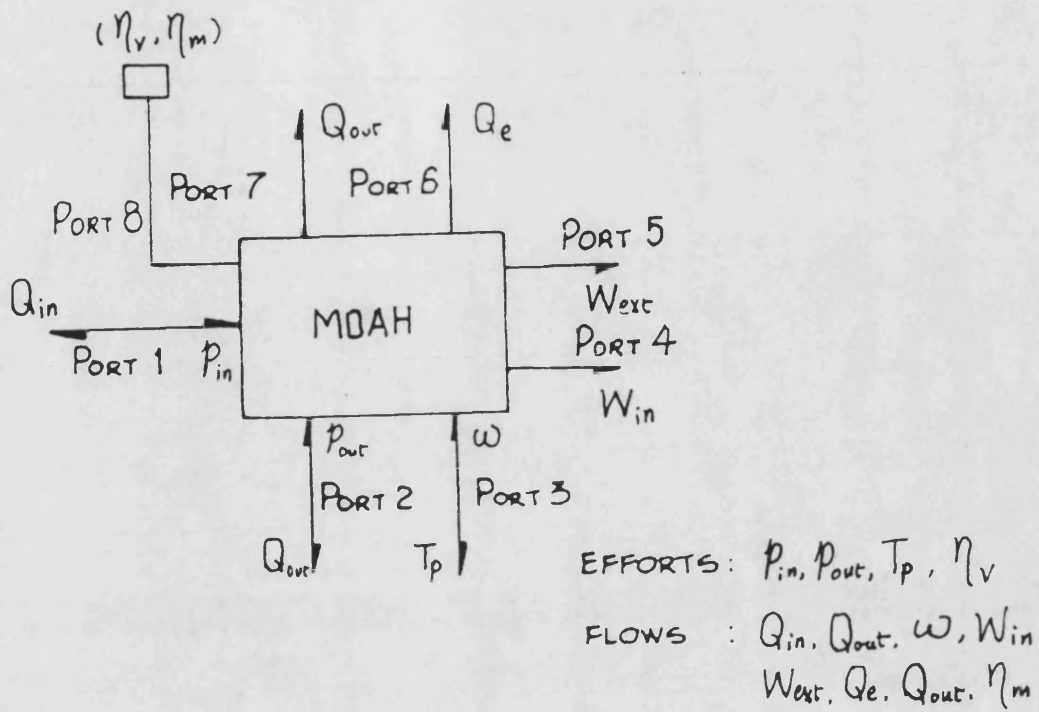 (ηv, ηm)
Qout
Qe
PORT 7
PORT 6
PORT 8
PORT 5
Qin
Wext
MOAH
PORT 4
PORT 1
Pin
Win
Pout
ω
PORT 2
PORT 3
Qout
Tp
EFFORTS: Pin, Pout, Tp, ηv
FLOWS : Qin, Qout, ω, Win
Wext, Qe, Qout, ηm